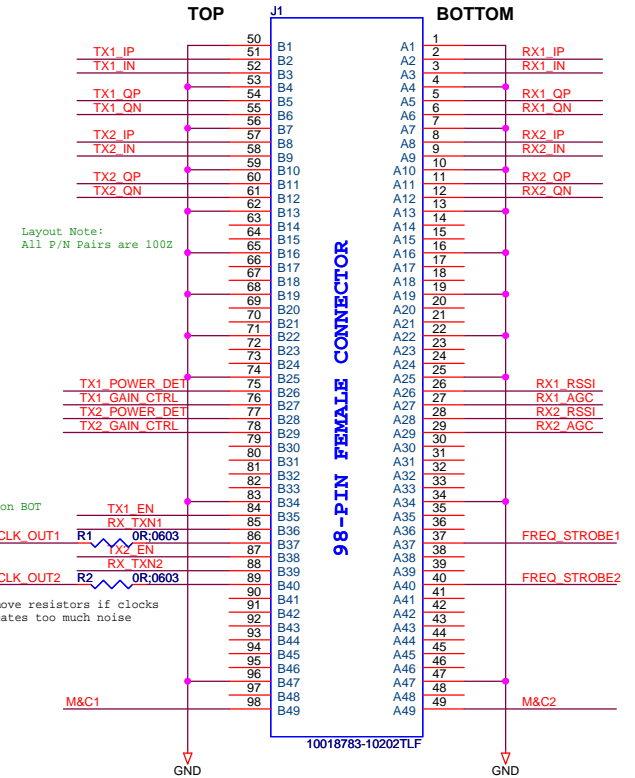 TOP J1 BOTTOM
50 B1 A1 1
TX1_IP 51 B2 A2 2 RX1_IP
TX1_IN 52 B3 A3 3 RX1_IN
53 B4 A4 4
TX1_QP 54 B5 A5 5 RX1_QP
TX1_QN 55 B6 A6 6 RX1_QN
56 B7 A7 7
TX2_IP 57 B8 A8 8 RX2_IP
TX2_IN 58 B9 A9 9 RX2_IN
59 B10 A10 10
TX2_QP 60 B11 A11 11 RX2_QP
TX2_QN 61 B12 A12 12 RX2_QN
62 B13 A13 13
63 B14 A14 14
Layout Note:
64 B15 A15 15
All P/N Pairs are 100Z
65 B16 A16 16
66 B17 A17 17
67 B18 A18 18
68 B19 A19 19
69 B20 A20 20
70 B21 A21 21
71 B22 A22 22
72 B23 A23 23
73 B24 A24 24
74 B25 A25 25
TX1_POWER_DET 75 B26 A26 26 RX1_RSSI
TX1_GAIN_CTRL 76 B27 A27 27 RX1_AGC
TX2_POWER_DET 77 B28 A28 28 RX2_RSSI
TX2_GAIN_CTRL 78 B29 A29 29 RX2_AGC
79 B30 A30 30
80 B31 A31 31
81 B32 A32 32
82 B33 A33 33
83 B34 A34 34
on BOT
TX1_EN 84 B35 A35 35
RX_TXN1 85 B36 A36 36
CLK_OUT1 R1 0R;0603 86 B37 A37 37 FREQ_STROBE1
TX2_EN 87 B38 A38 38
RX_TXN2 88 B39 A39 39
CLK_OUT2 R2 0R;0603 89 B40 A40 40 FREQ_STROBE2
90 B41 A41 41
ove resistors if clocks
91 B42 A42 42
ates too much noise
92 B43 A43 43
93 B44 A44 44
94 B45 A45 45
95 B46 A46 46
96 B47 A47 47
97 B48 A48 48
M&C1 98 B49 A49 49 M&C2
98-PIN FEMALE CONNECTOR
10018783-10202TLF
GND GND